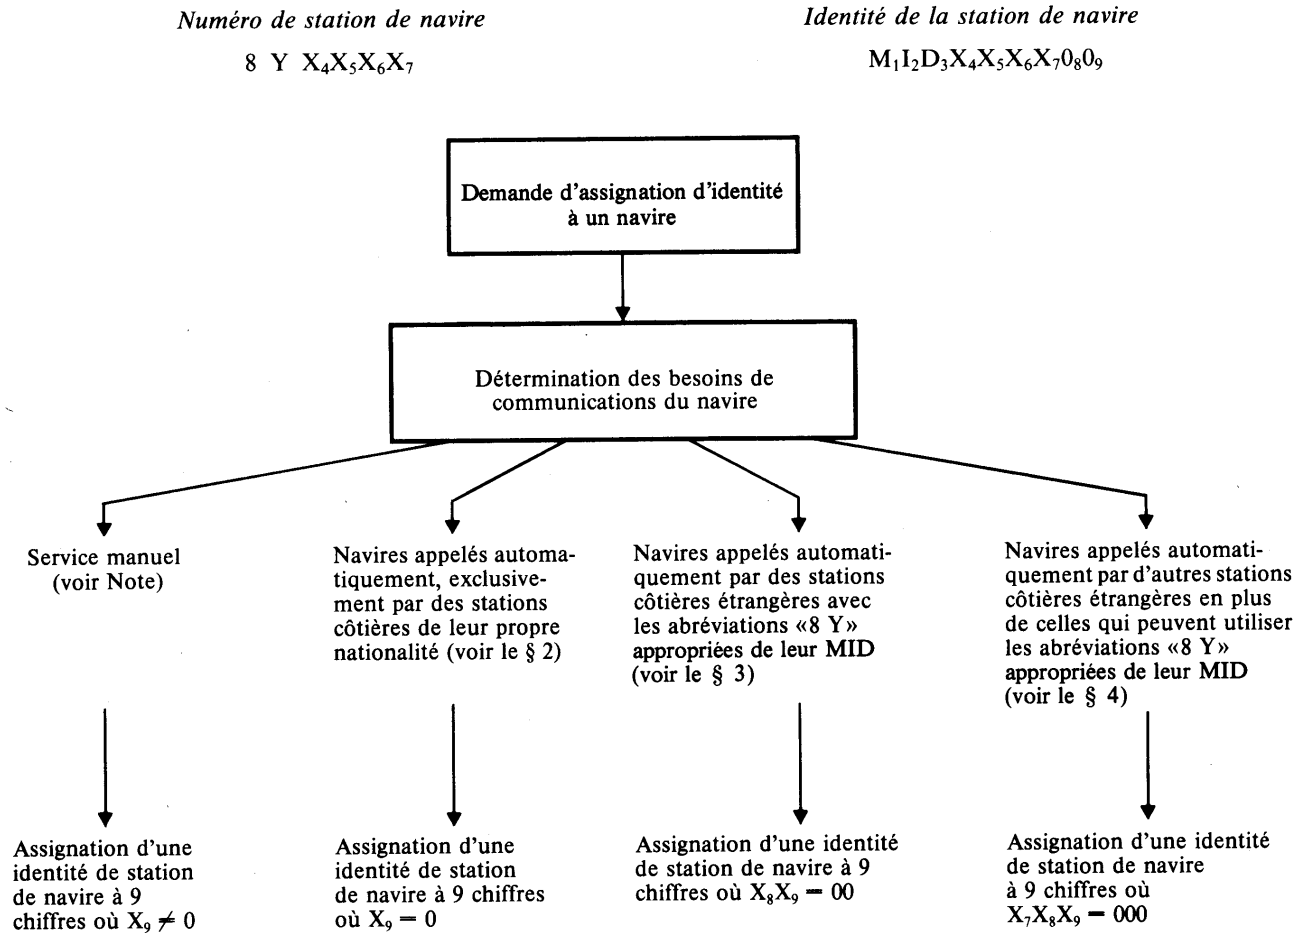 Numéro de station de navire
8 Y X₄X₅X₆X₇
Identité de la station de navire
M₁I₂D₃X₄X₅X₆X₇0₈0₉
Demande d'assignation d'identité
à un navire
Détermination des besoins de
communications du navire
Service manuel
(voir Note)
Navires appelés automa-
tiquement, exclusive-
ment par des stations
côtières de leur propre
nationalité (voir le § 2)
Navires appelés automati-
quement par des stations
côtières étrangères avec
les abréviations «8 Y»
appropriées de leur MID
(voir le § 3)
Navires appelés automati-
quement par d'autres stations
côtières étrangères en plus
de celles qui peuvent utiliser
les abréviations «8 Y»
appropriées de leur MID
(voir le § 4)
Assignation d'une
identité de station
de navire à 9
chiffres où X₉ ≠ 0
Assignation d'une
identité de station
de navire à 9 chiffres
où X₉ = 0
Assignation d'une identité
de station de navire à 9
chiffres où X₈X₉ = 00
Assignation d'une identité
de station de navire
à 9 chiffres où
X₇X₈X₉ = 000